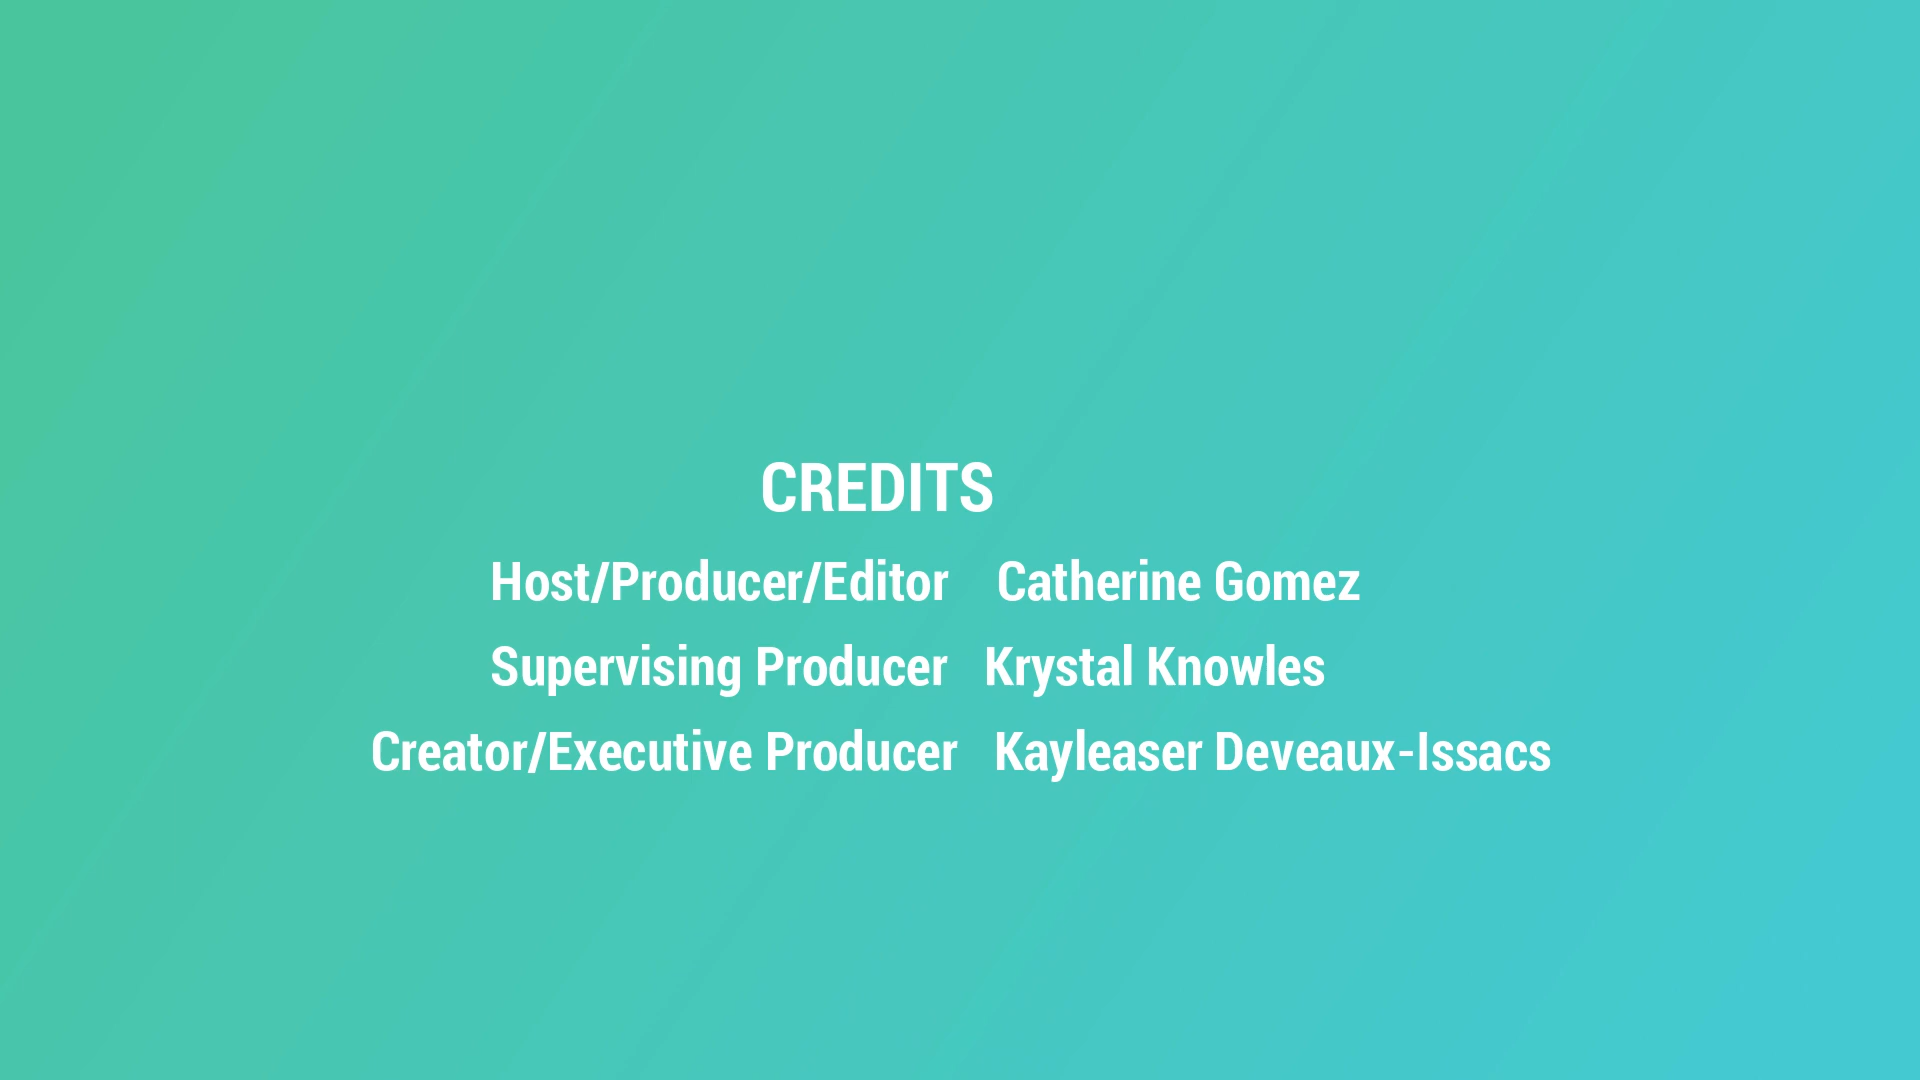 CREDITS
Host/Producer/Editor Catherine Gomez
Supervising Producer Krystal Knowles
Creator/Executive Producer Kayleaser Deveaux-Issacs